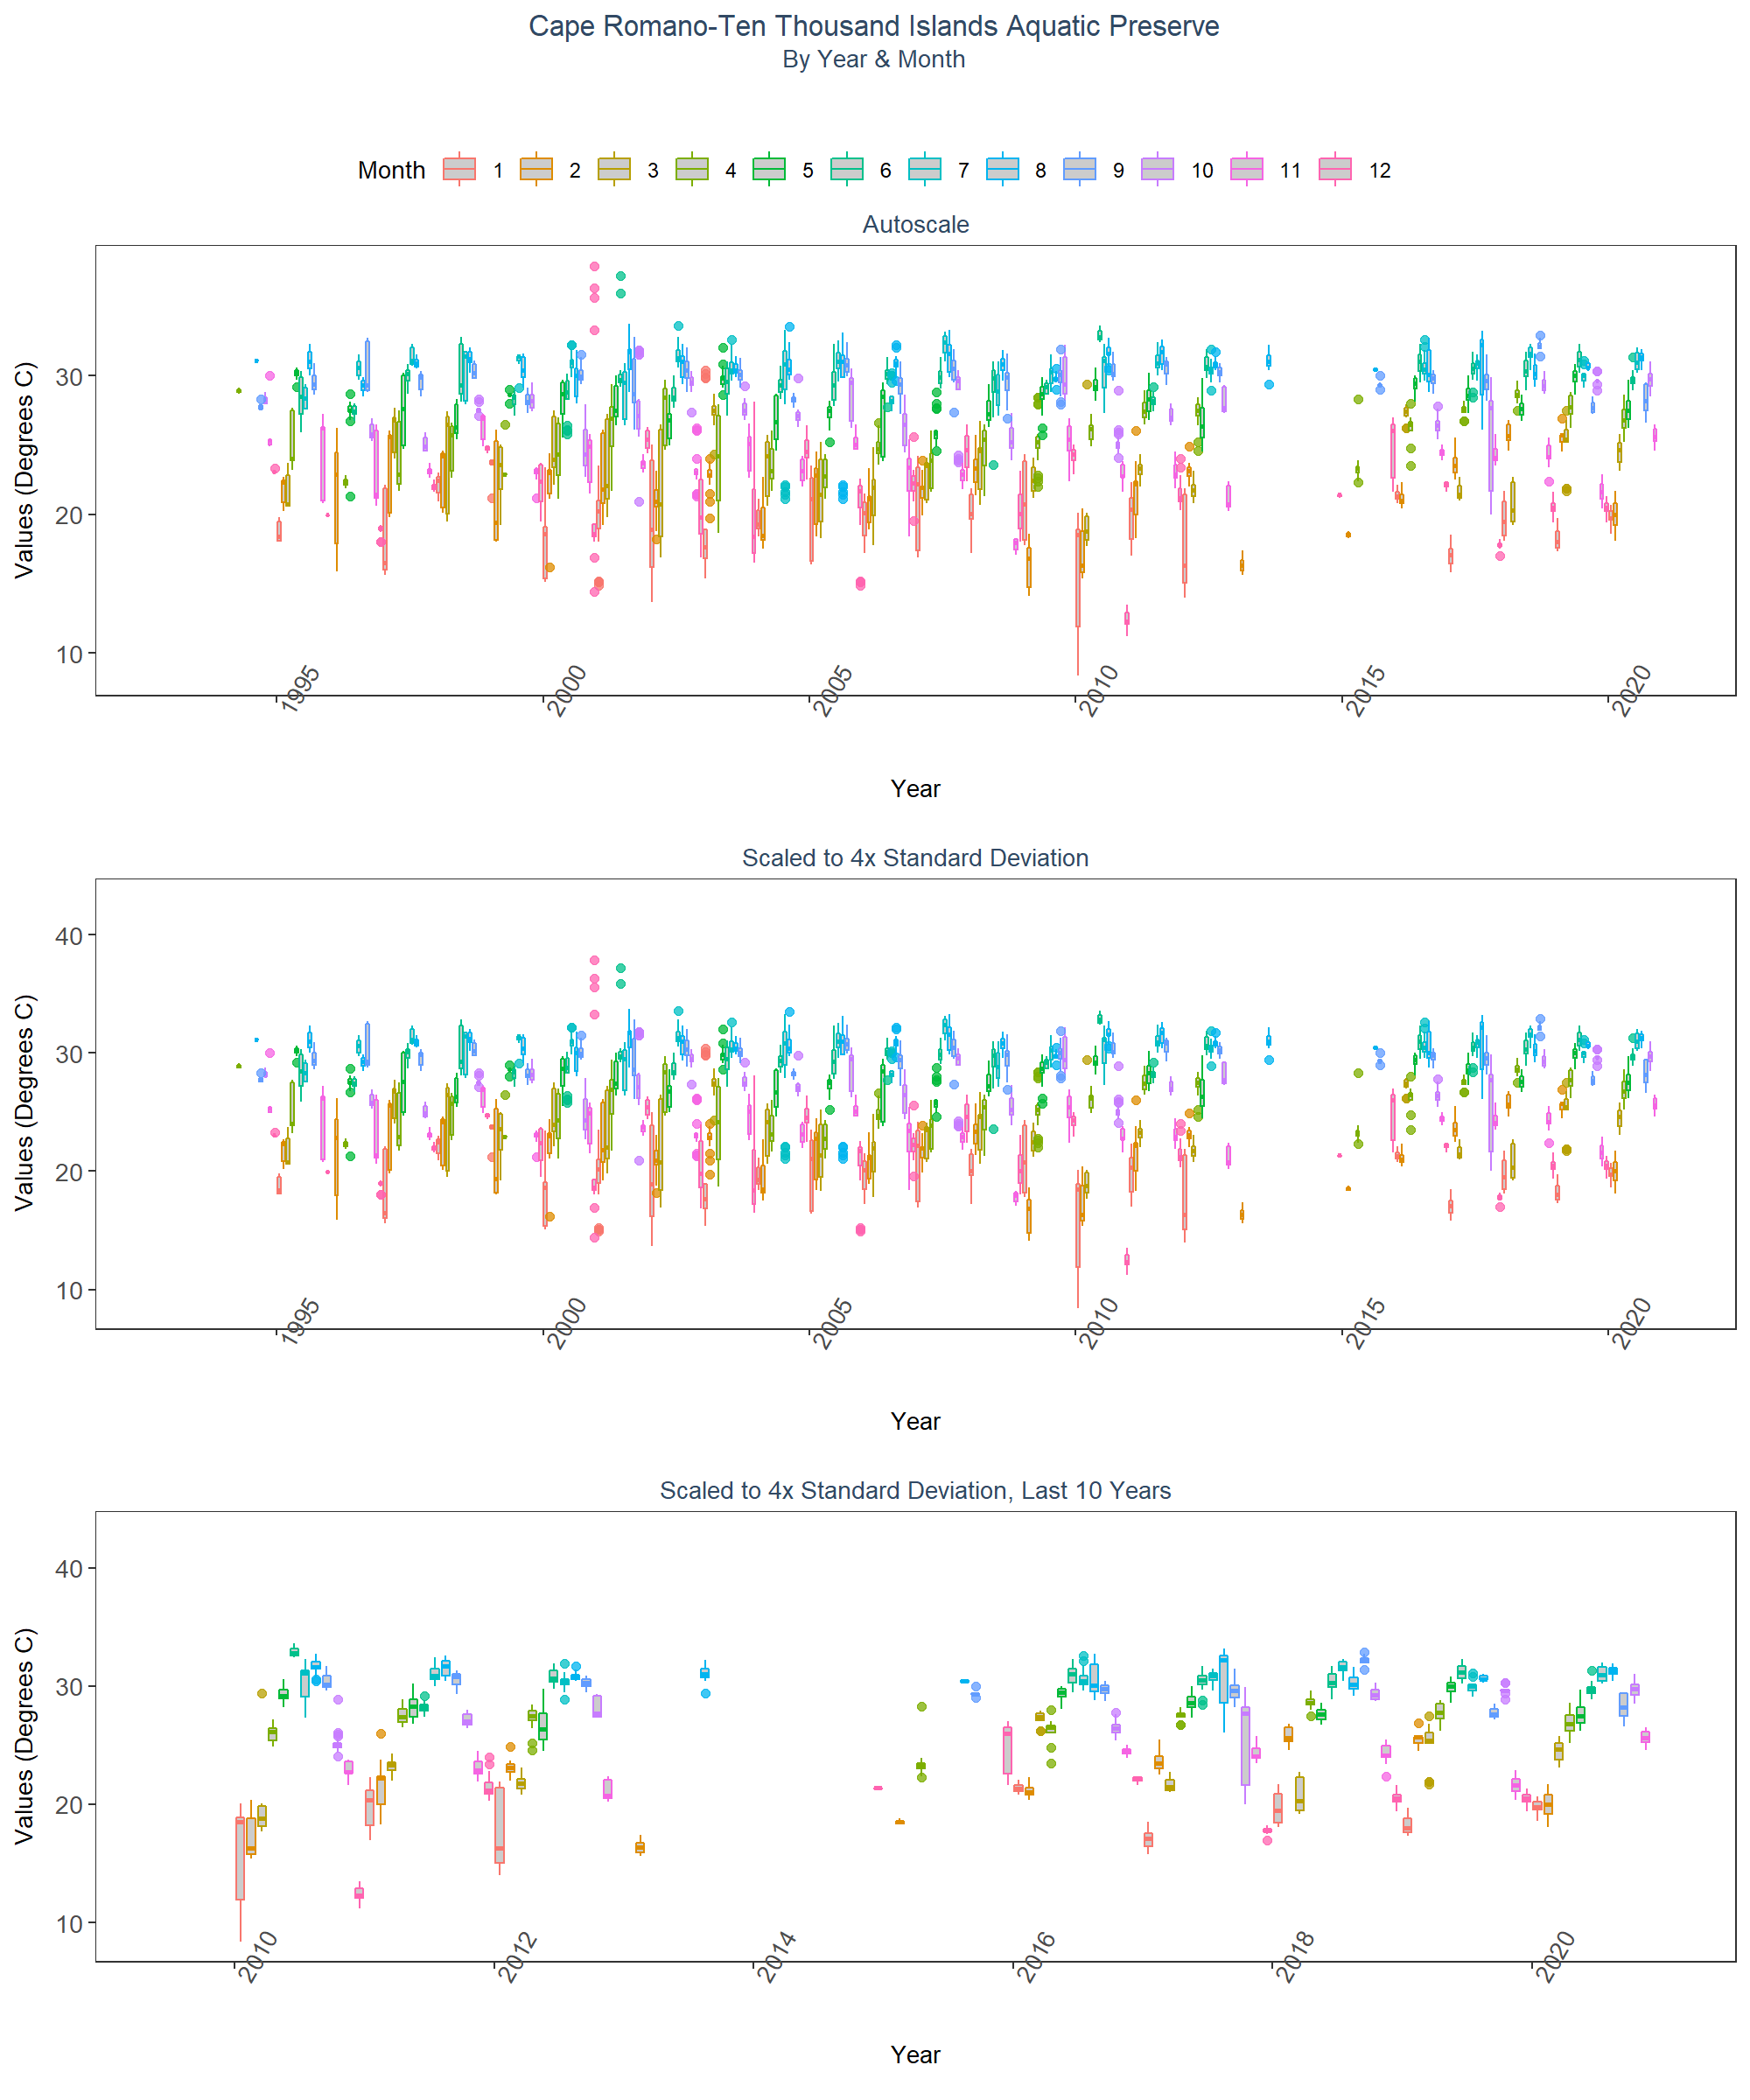 Cape Romano-Ten Thousand Islands Aquatic Preserve
By Year & Month
Month 1 2 3 4 5 6 7 8 9 10 11 12
Autoscale
Values (Degrees C)
30
20
10
1995 2000 2005 2010 2015 2020
Year
Scaled to 4x Standard Deviation
Values (Degrees C)
40
30
20
10
1995 2000 2005 2010 2015 2020
Year
Scaled to 4x Standard Deviation, Last 10 Years
Values (Degrees C)
40
30
20
10
2010 2012 2014 2016 2018 2020
Year